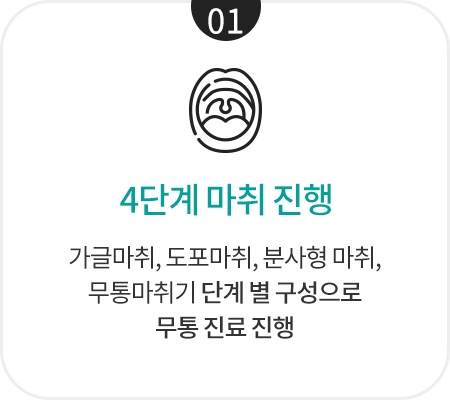 01
4단계 마취 진행
가글마취, 도포마취, 분사형 마취,
무통마취기 단계 별 구성으로
무통 진료 진행